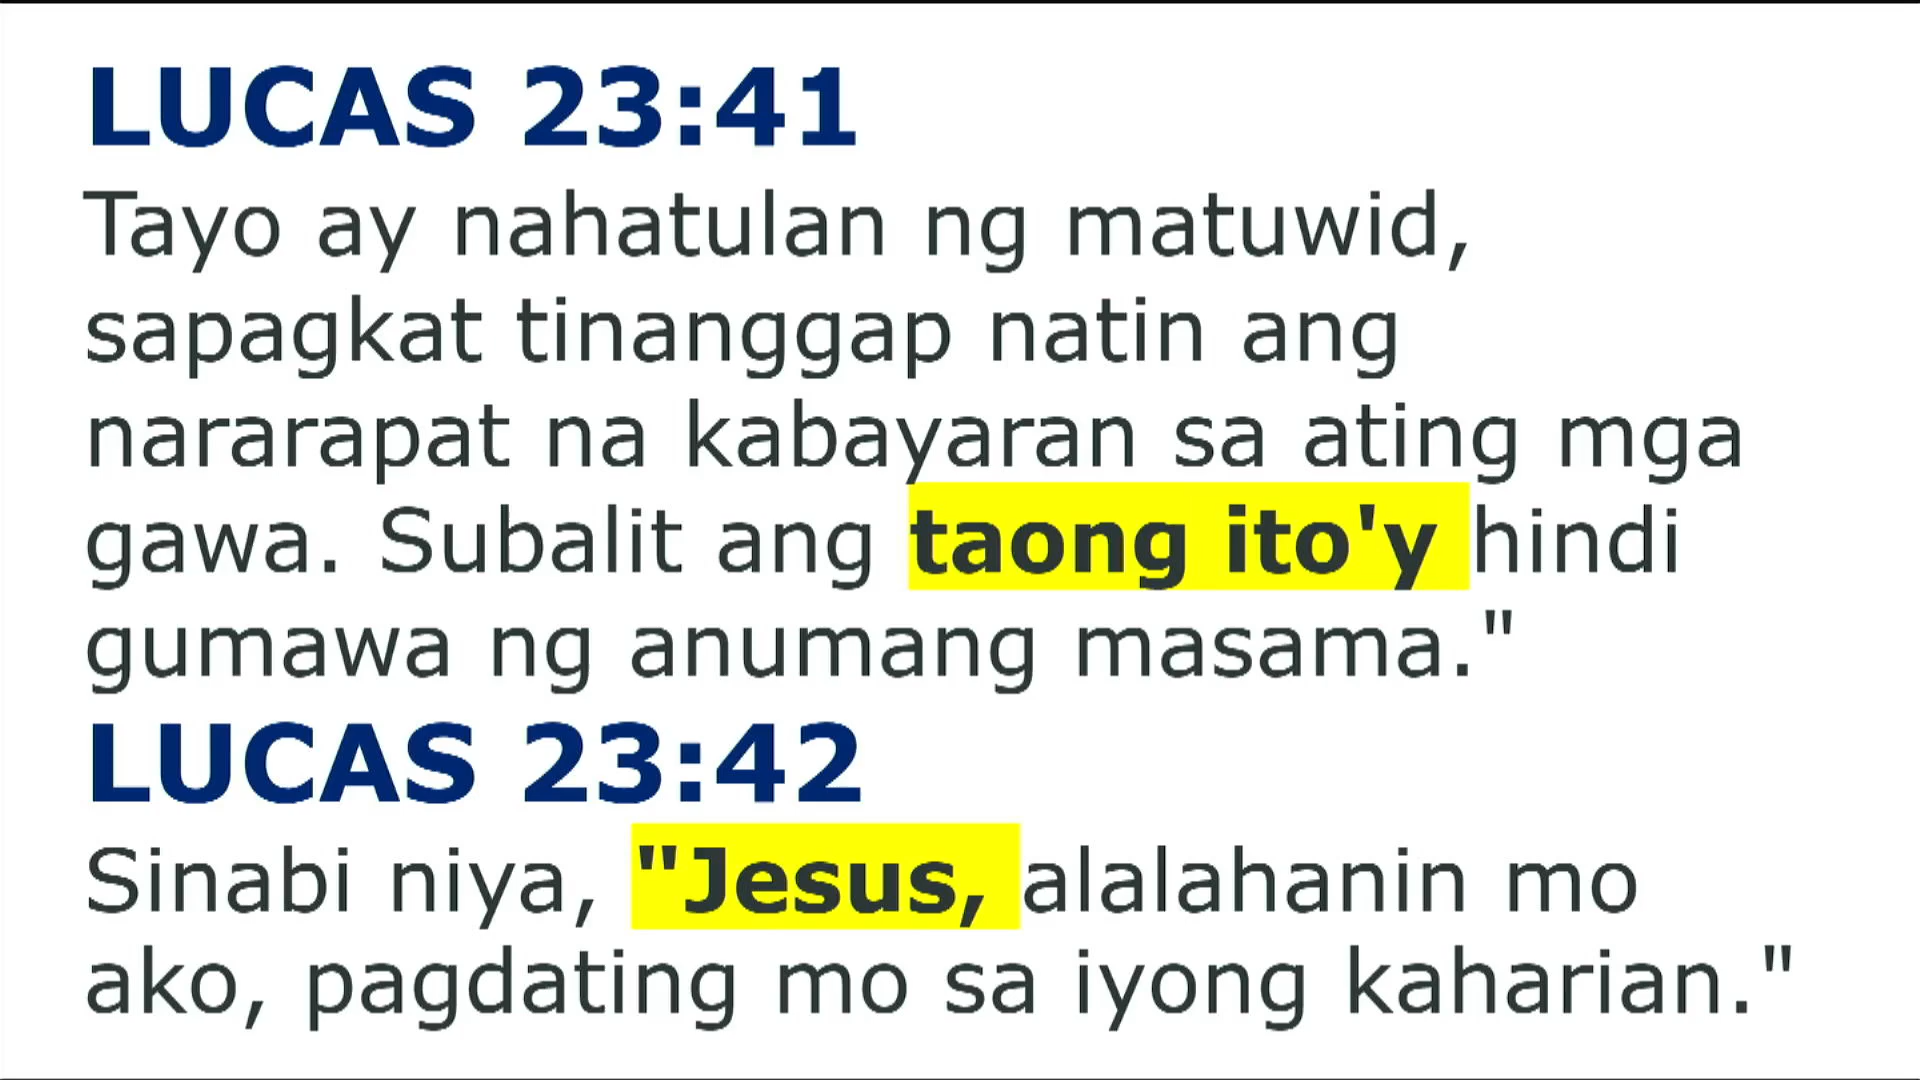 LUCAS 23:41
Tayo ay nahatulan ng matuwid,
sapagkat tinanggap natin ang
nararapat na kabayaran sa ating mga
gawa. Subalit ang taong ito'y hindi
gumawa ng anumang masama."
LUCAS 23:42
Sinabi niya, "Jesus, alalahanin mo
ako, pagdating mo sa iyong kaharian."